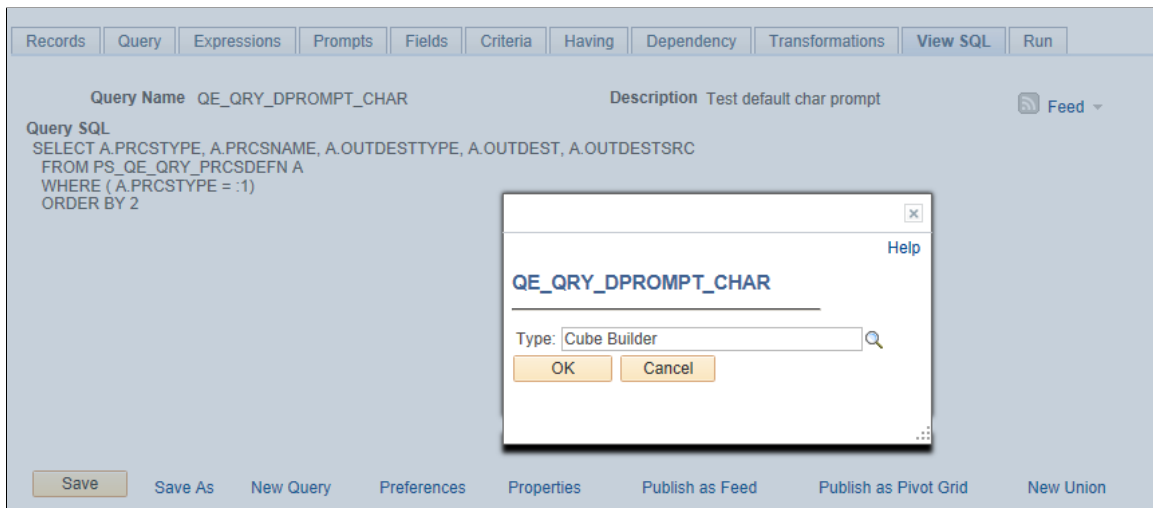 Records Query Expressions Prompts Fields Criteria Having Dependency Transformations View SQL Run
Query Name QE_QRY_DPROMPT_CHAR Description Test default char prompt Feed
Query SQL
SELECT A.PRCSTYPE, A.PRCSNAME, A.OUTDESTTYPE, A.OUTDEST, A.OUTDESTSRC
FROM PS_QE_QRY_PRCSDEFN A
WHERE ( A.PRCSTYPE = :1)
ORDER BY 2
Help
QE_QRY_DPROMPT_CHAR
Type: Cube Builder
OK Cancel
Save Save As New Query Preferences Properties Publish as Feed Publish as Pivot Grid New Union